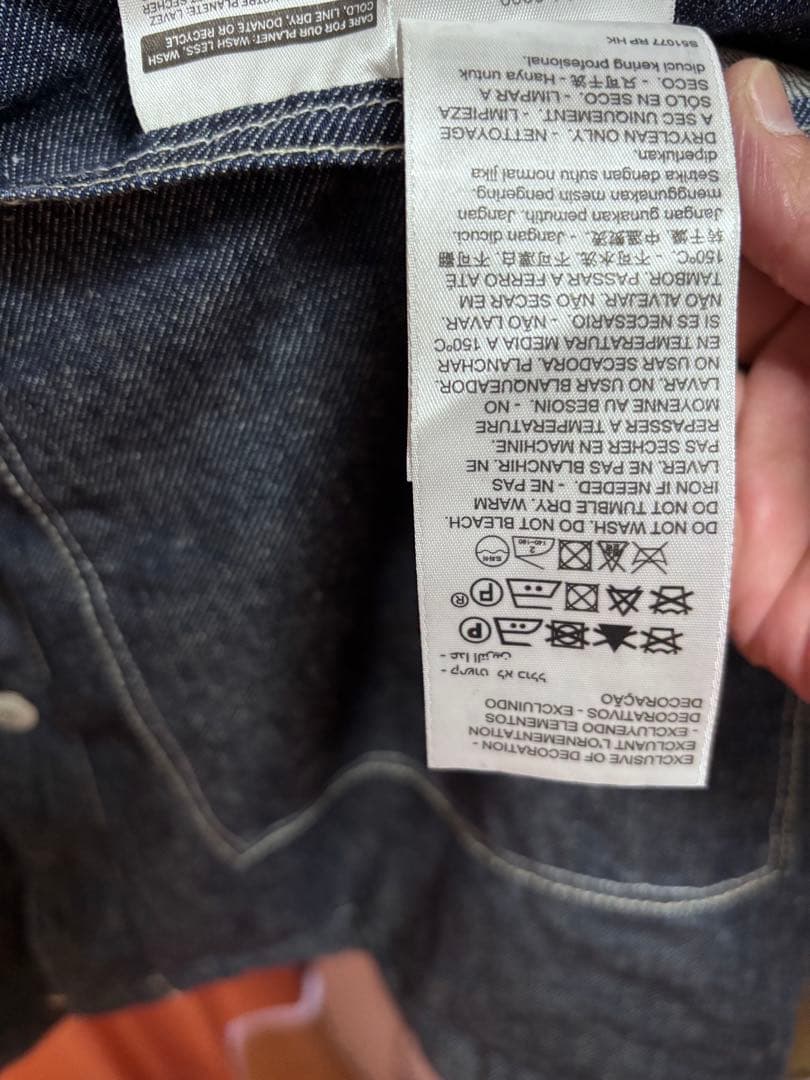 EXCLUSIVE OF DECORATION -
EXCLUANT L'ORNEMENTATION
- EXCLUYENDO ELEMENTOS
DECORATIVOS - EXCLUINDO
DECORAÇÃO
קישוט לא כולל -
عدا التزيين -
P
P ®
DO NOT WASH. DO NOT BLEACH.
DO NOT TUMBLE DRY. WARM
IRON IF NEEDED. - NE PAS
LAVER. NE PAS BLANCHIR. NE
PAS SECHER EN MACHINE.
REPASSER A TEMPERATURE
MOYENNE AU BESOIN. - NO
LAVAR. NO USAR BLANQUEADOR.
NO USAR SECADORA. PLANCHAR
EN TEMPERATURA MEDIA A 150ºC
SI ES NECESARIO. - NÃO LAVAR.
NÃO ALVEJAR. NÃO SECAR EM
TAMBOR. PASSAR A FERRO ATÉ
150°C. - 不可水洗. 不可漂白. 不可翻
转干燥. 中温熨烫. - Jangan dicuci.
Jangan gunakan pemutih. Jangan
menggunakan mesin pengering.
Setrika dengan suhu normal jika
diperlukan.
DRYCLEAN ONLY. - NETTOYAGE
A SEC UNIQUEMENT. - LIMPIEZA
SÓLO EN SECO. - LIMPAR A
SECO. - 只可干洗 - Hanya untuk
dicuci kering profesional.
S51077 RP HK
CARE FOR OUR PLANET: WASH LESS, WASH
COLD, LINE DRY, DONATE OR RECYCLE